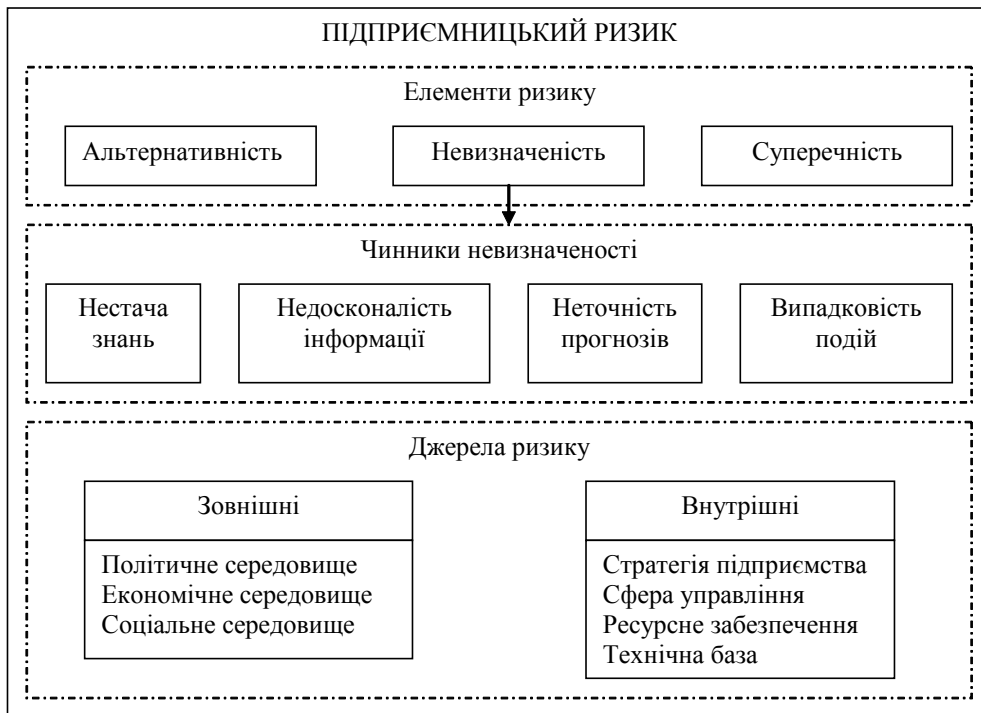 ПІДПРИЄМНИЦЬКИЙ РИЗИК
Елементи ризику
Альтернативність
Невизначеність
Суперечність
Чинники невизначеності
Нестача
знань
Недосконалість
інформації
Неточність
прогнозів
Випадковість
подій
Джерела ризику
Зовнішні
Політичне середовище
Економічне середовище
Соціальне середовище
Внутрішні
Стратегія підприємства
Сфера управління
Ресурсне забезпечення
Технічна база